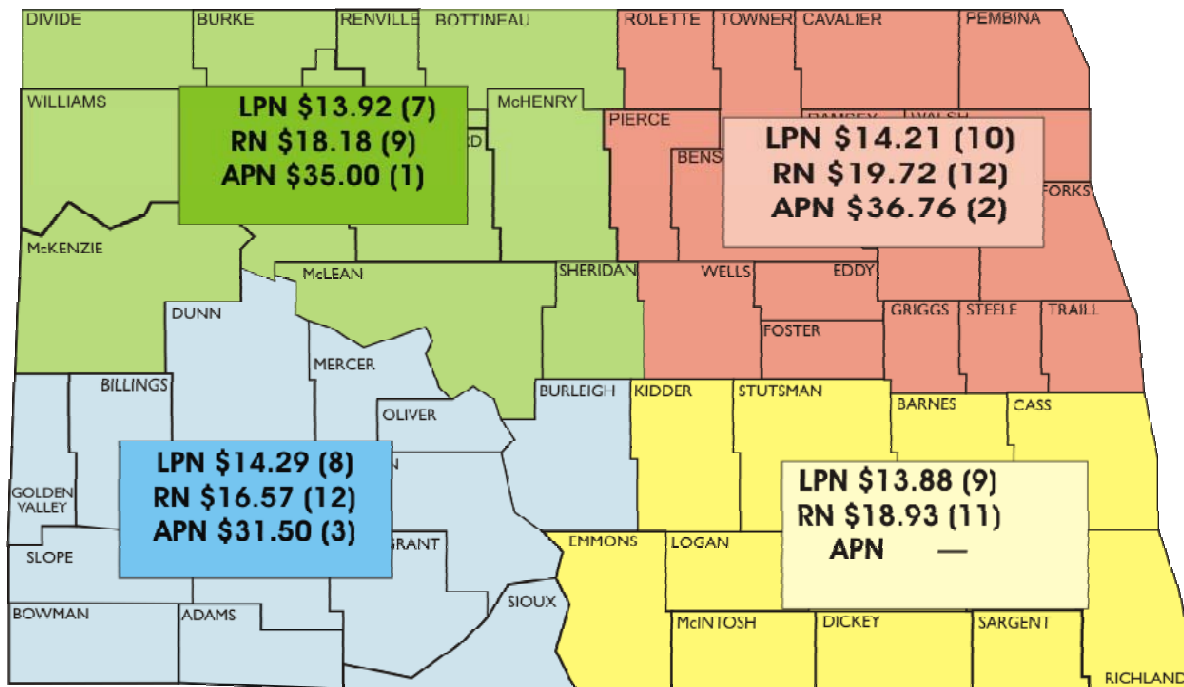 DIVIDE
BURKE
RENVILLE
BOTTINEAU
ROLETTE
TOWNER
CAVALIER
PEMBINA
WILLIAMS
McHENRY
PIERCE
LPN $13.92 (7)
RN $18.18 (9)
APN $35.00 (1)
LPN $14.21 (10)
RN $19.72 (12)
APN $36.76 (2)
RD
BENS
FORKS
McKENZIE
McLEAN
SHERIDAN
WELLS
EDDY
DUNN
GRIGGS
STEELE
TRAILL
FOSTER
MERCER
BILLINGS
BURLEIGH
KIDDER
STUTSMAN
BARNES
CASS
OLIVER
LPN $14.29 (8)
RN $16.57 (12)
APN $31.50 (3)
N
LPN $13.88 (9)
RN $18.93 (11)
APN —
GOLDEN
VALLEY
SLOPE
GRANT
EMMONS
LOGAN
BOWMAN
ADAMS
SIOUX
McINTOSH
DICKEY
SARGENT
RICHLAND